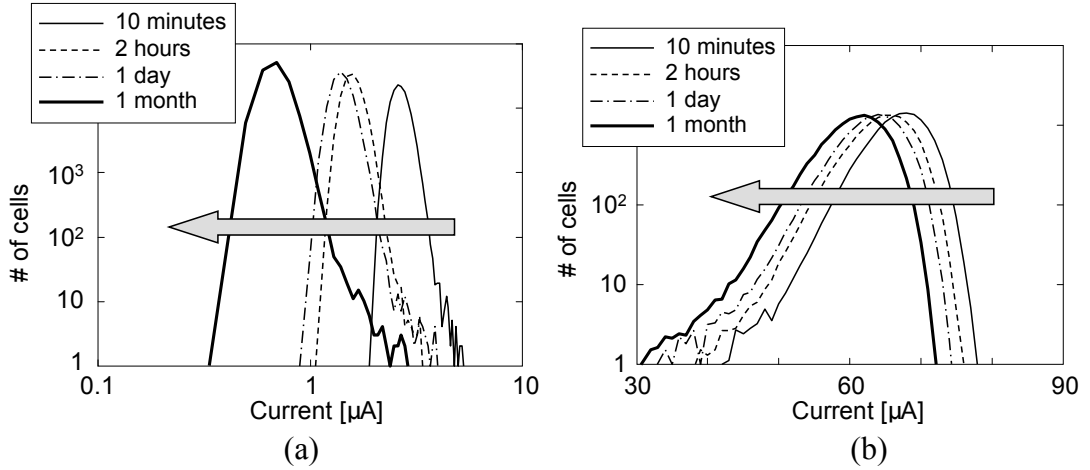 10 minutes
2 hours
1 day
1 month
10³
10²
10
1
# of cells
0.1 1 10
Current [µA]
(a)
10 minutes
2 hours
1 day
1 month
10²
10
1
# of cells
30 60 90
Current [µA]
(b)